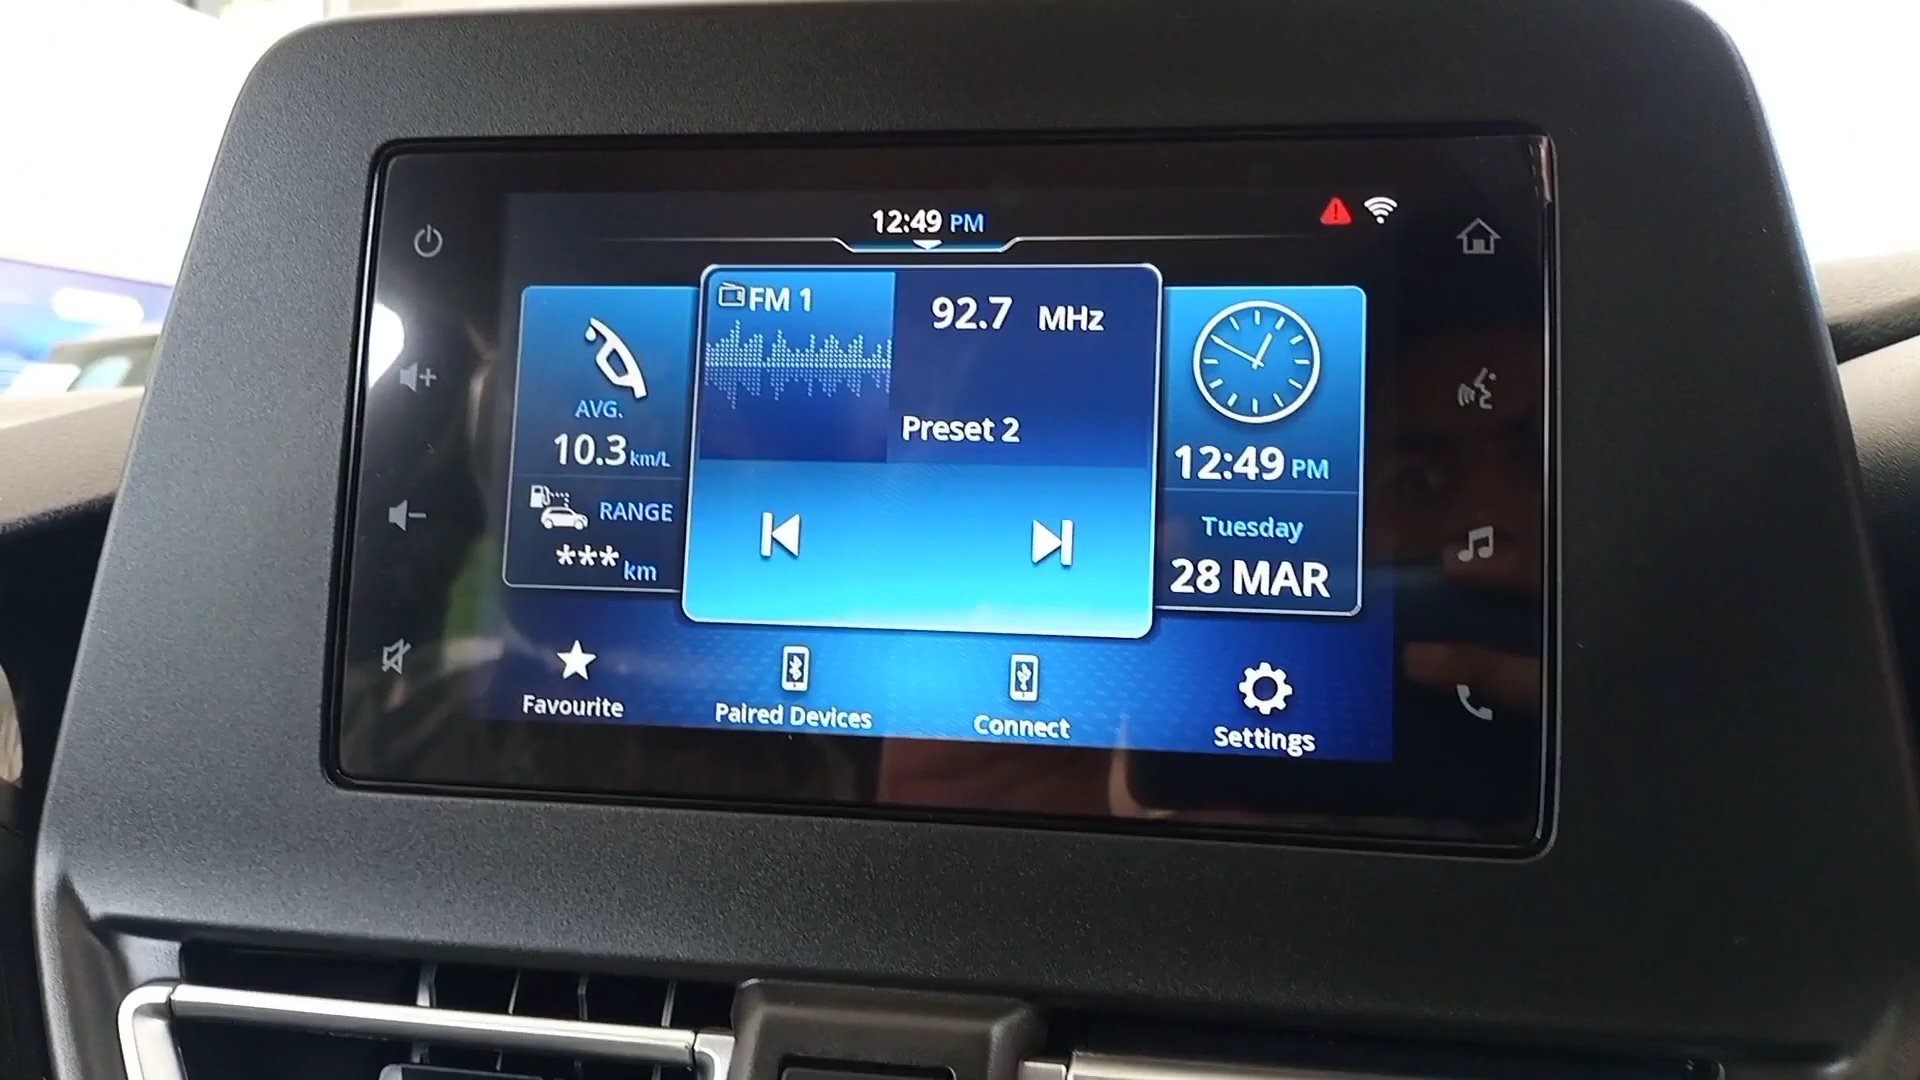 12:49 PM
AVG.
10.3 km/L
RANGE
*** km
FM 1
92.7 MHz
Preset 2
12:49 PM
Tuesday
28 MAR
Favourite
Paired Devices
Connect
Settings